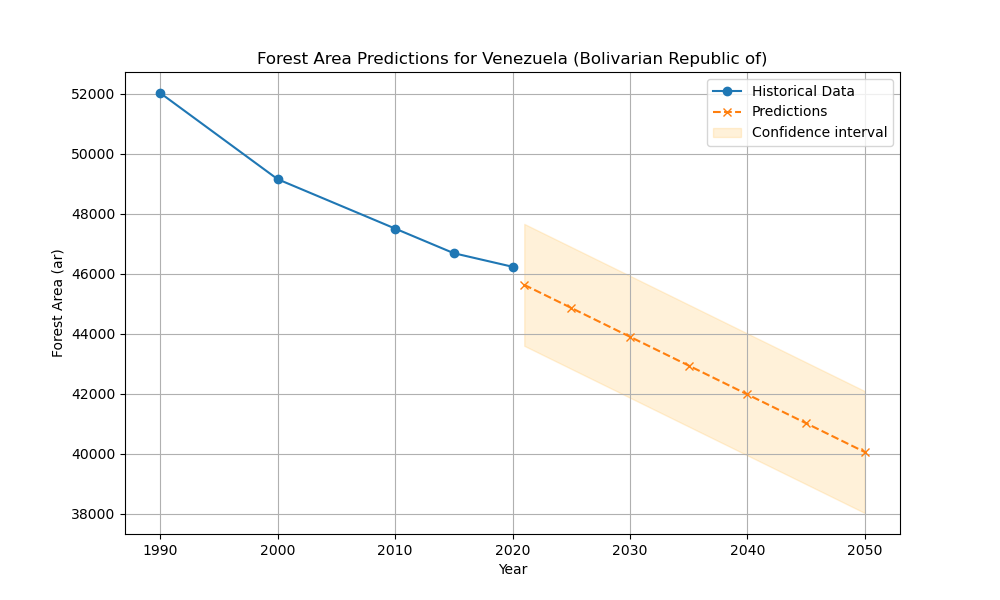 Forest Area Predictions for Venezuela (Bolivarian Republic of)
Historical Data
Predictions
Confidence interval
52000
50000
48000
46000
44000
42000
40000
38000
Forest Area (ar)
1990 2000 2010 2020 2030 2040 2050
Year